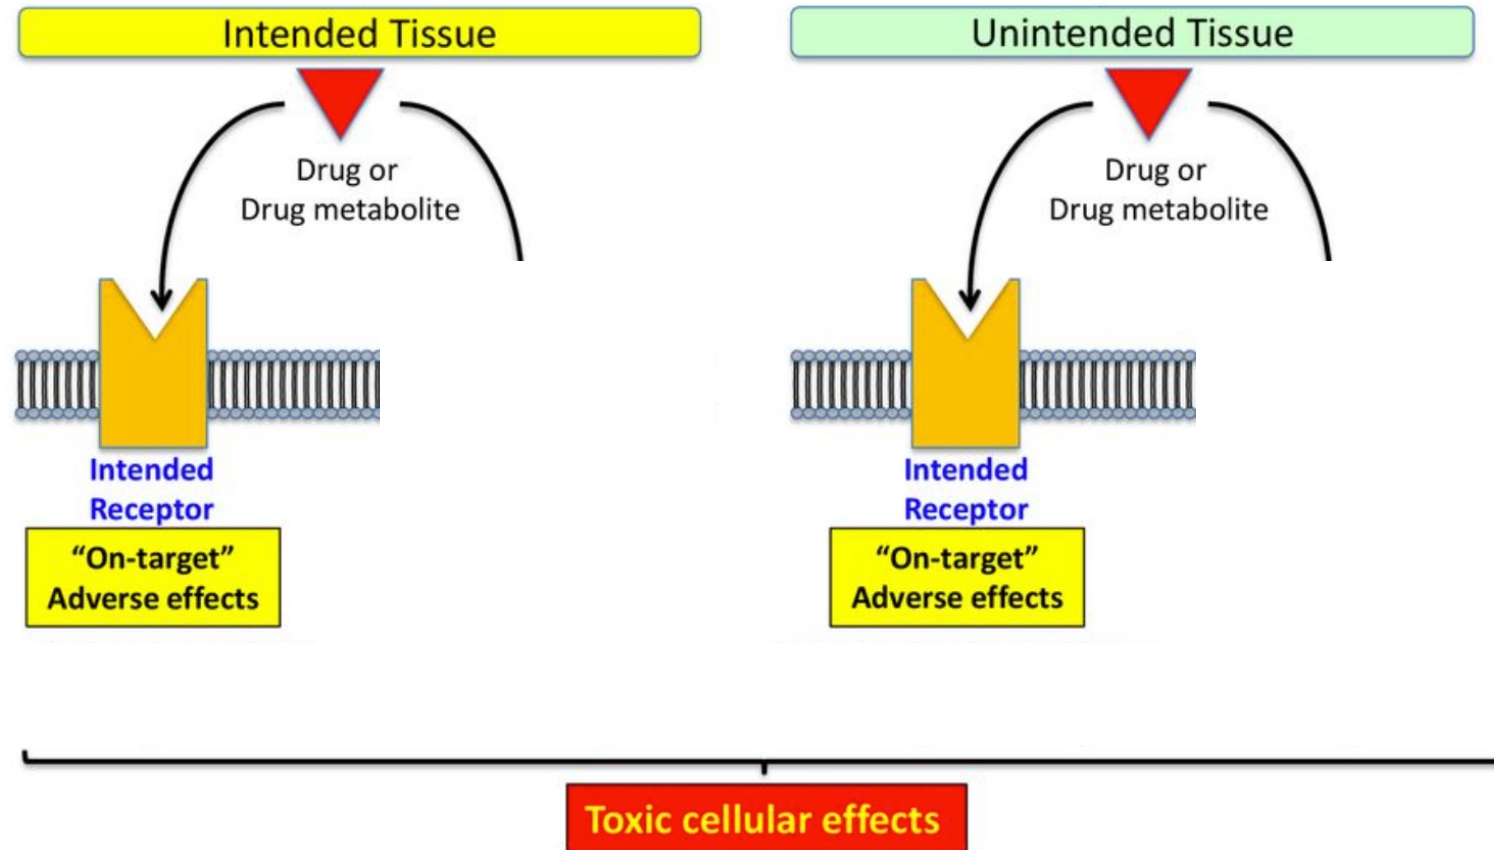 Intended Tissue
Drug or
Drug metabolite
Intended
Receptor
“On-target”
Adverse effects
Unintended Tissue
Drug or
Drug metabolite
Intended
Receptor
“On-target”
Adverse effects
Toxic cellular effects